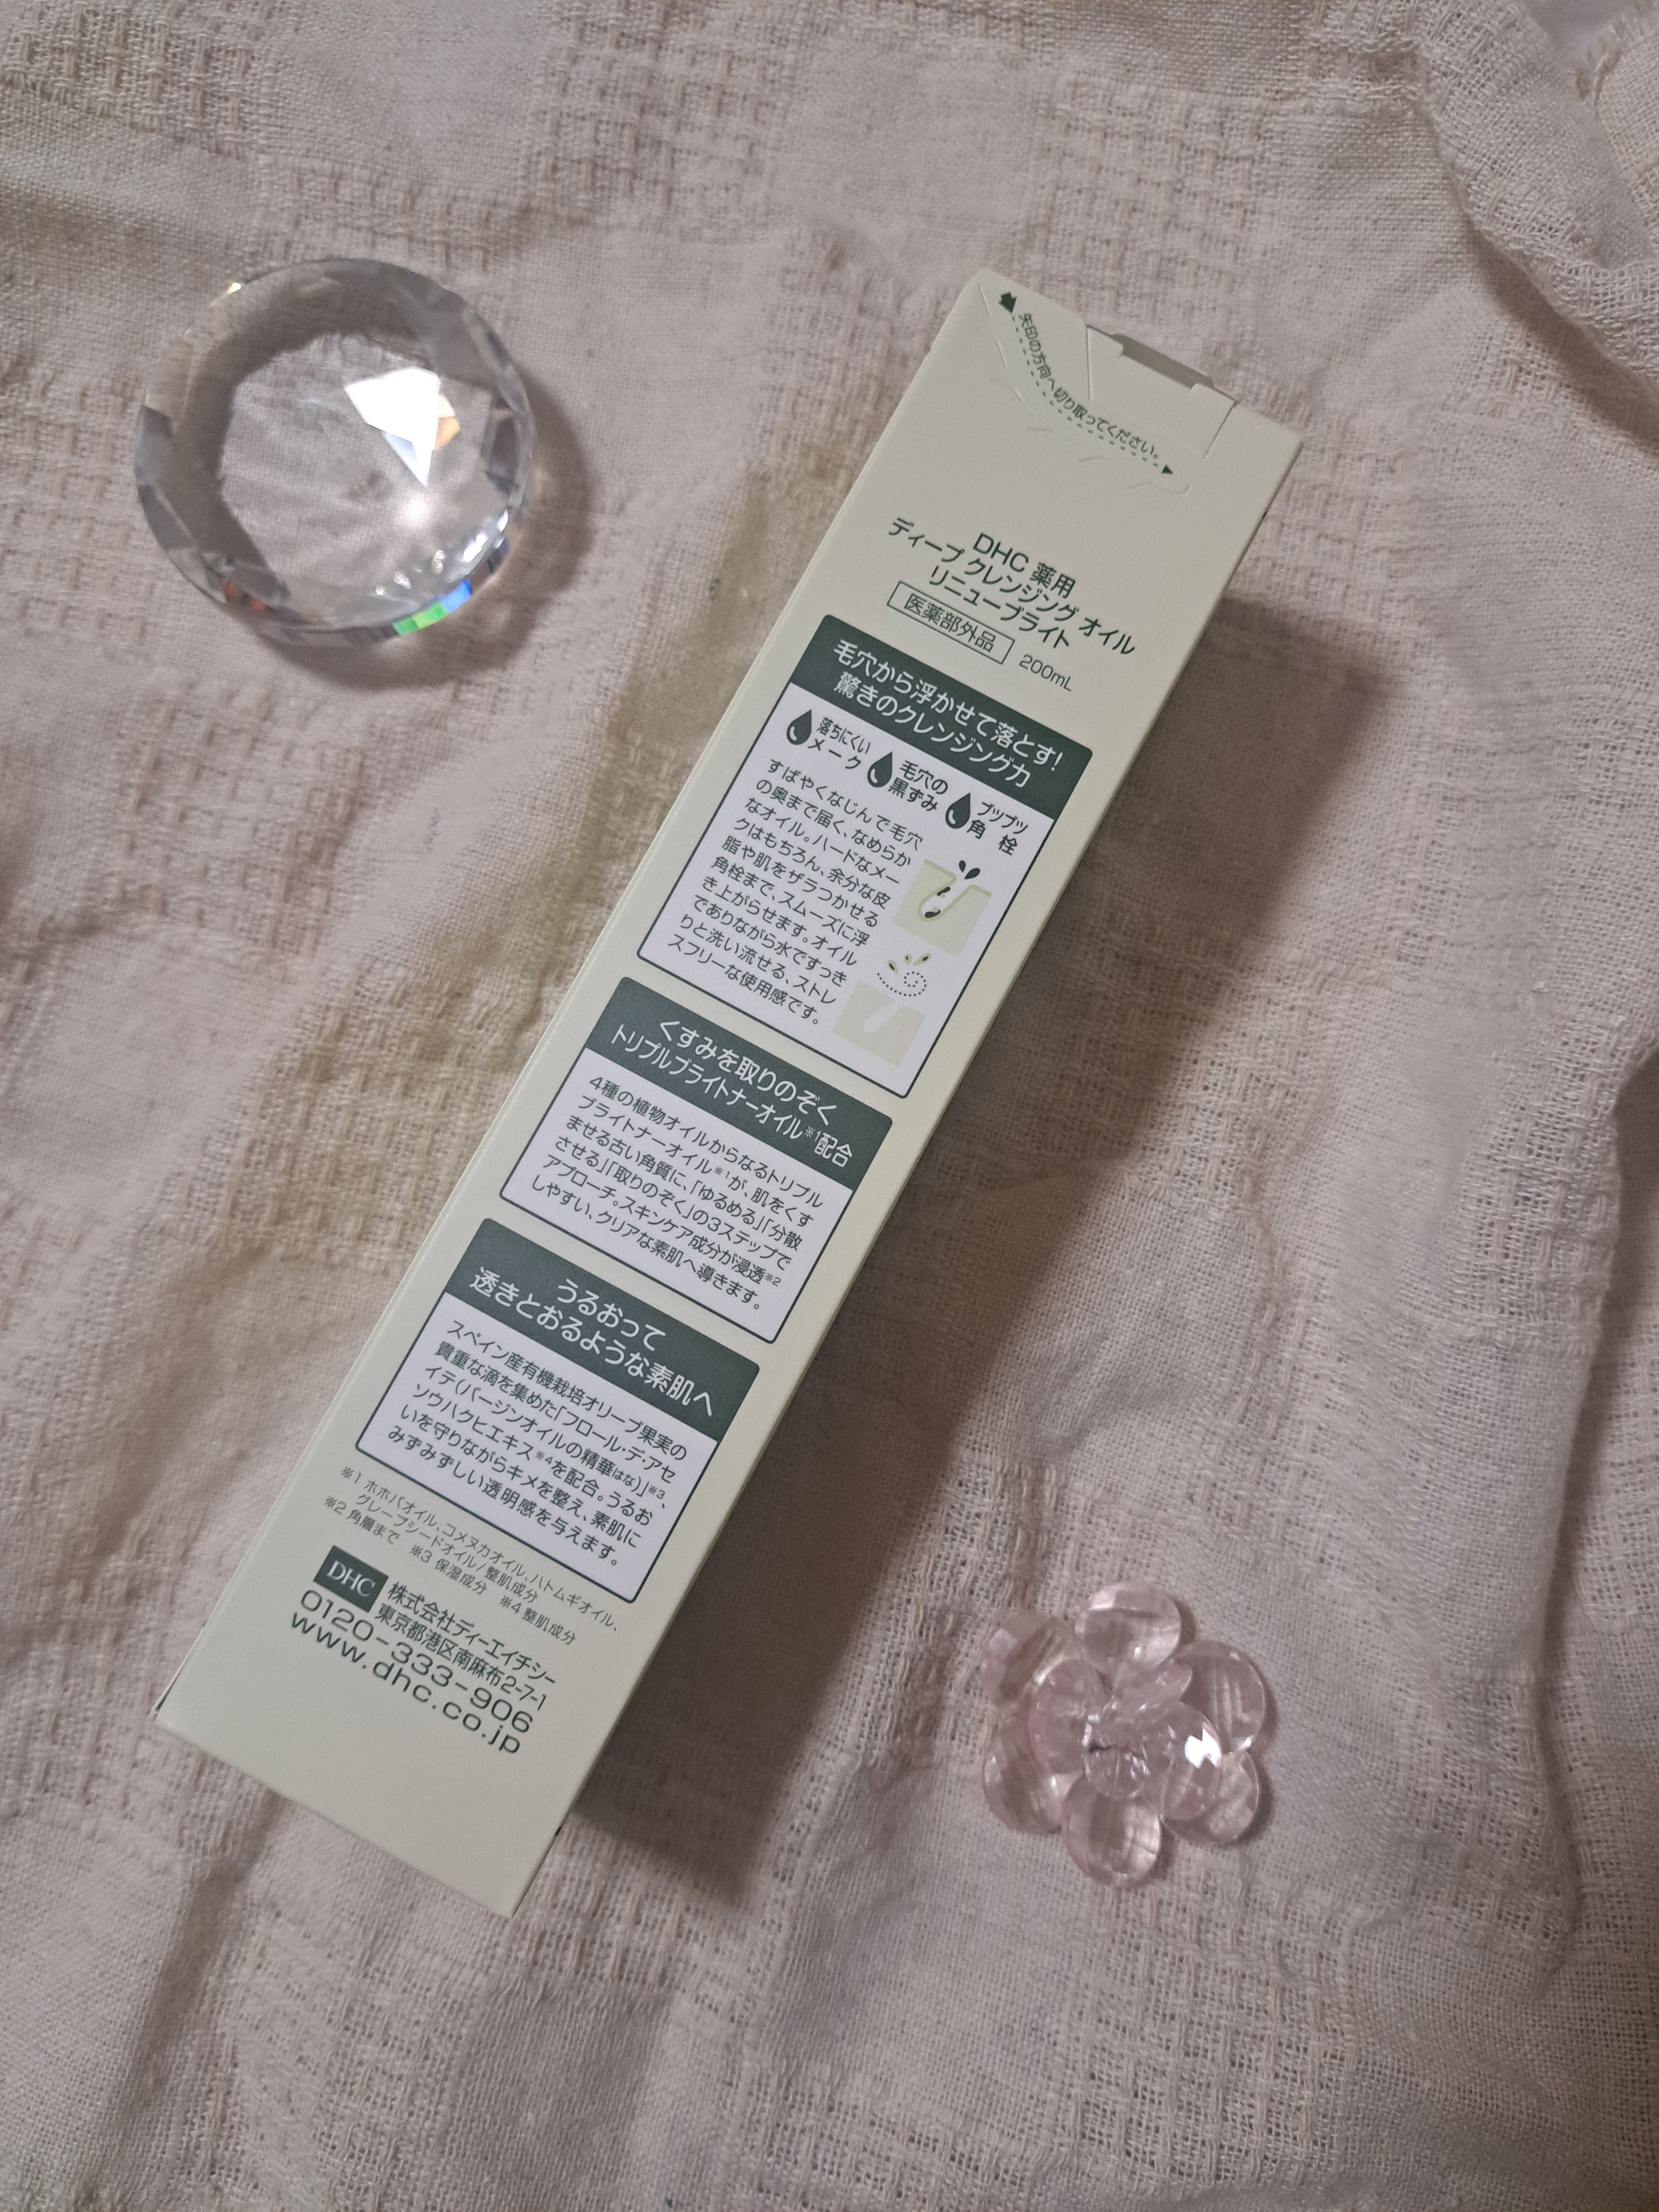 矢印の方向へ切り取ってください。
DHC 薬用
ディープ クレンジング オイル
リニューブライト
医薬部外品 200mL
毛穴から浮かせて落とす!
驚きのクレンジング力
落ちにくい
メーク
毛穴の
黒ずみ
ブツブツ
角栓
すばやくなじんで毛穴
の奥まで届く、なめらか
なオイル。ハードなメー
クはもちろん、余分な皮
脂や肌をザラつかせる
角栓まで、スムーズに浮
き上がらせます。オイル
でありながら水ですっき
りと洗い流せる、ストレ
スフリーな使用感です。
くすみを取りのぞく
トリプルブライトナーオイル※1配合
4種の植物オイルからなるトリプル
ブライトナーオイル※1が、肌をくす
ませる古い角質に、「ゆるめる」「分散
させる」「取りのぞく」の3ステップで
アプローチ。スキンケア成分が浸透※2
しやすい、クリアな素肌へ導きます。
うるおって
透きとおるような素肌へ
スペイン産有機栽培オリーブ果実の
貴重な滴を集めた「フロール・デ・アセ
イテ(バージンオイルの精華はな)」※3、
ソウハクヒエキス※4を配合。うるお
いを守りながらキメを整え、素肌に
みずみずしい透明感を与えます。
※1 ホホバオイル、コメヌカオイル、ハトムギオイル、
グレープシードオイル/整肌成分
※2 角層まで ※3 保湿成分 ※4 整肌成分
DHC 株式会社ディーエイチシー
東京都港区南麻布2-7-1
0120-333-906
www.dhc.co.jp